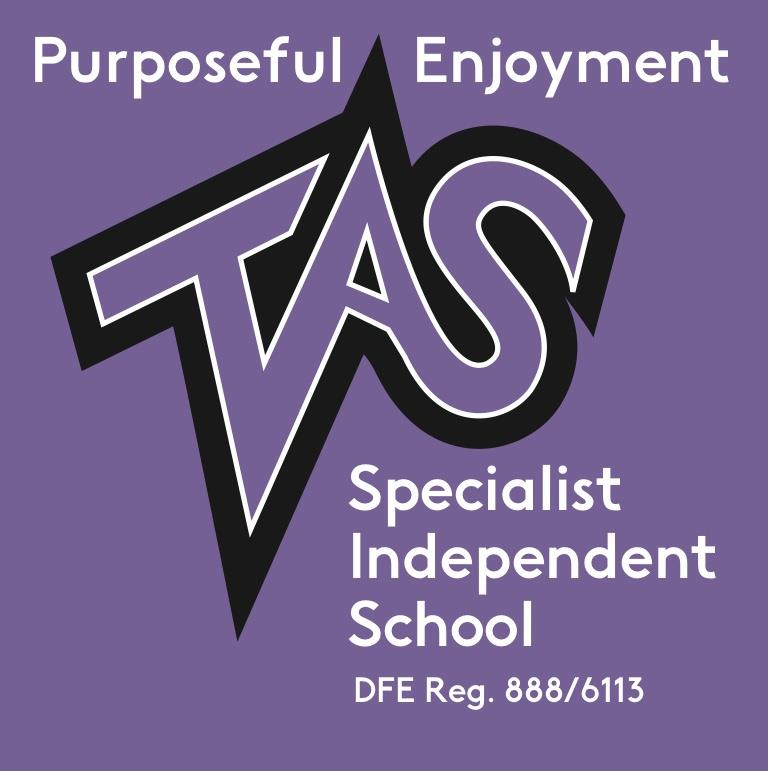 Purposeful Enjoyment
TAS
Specialist
Independent
School
DFE Reg. 888/6113